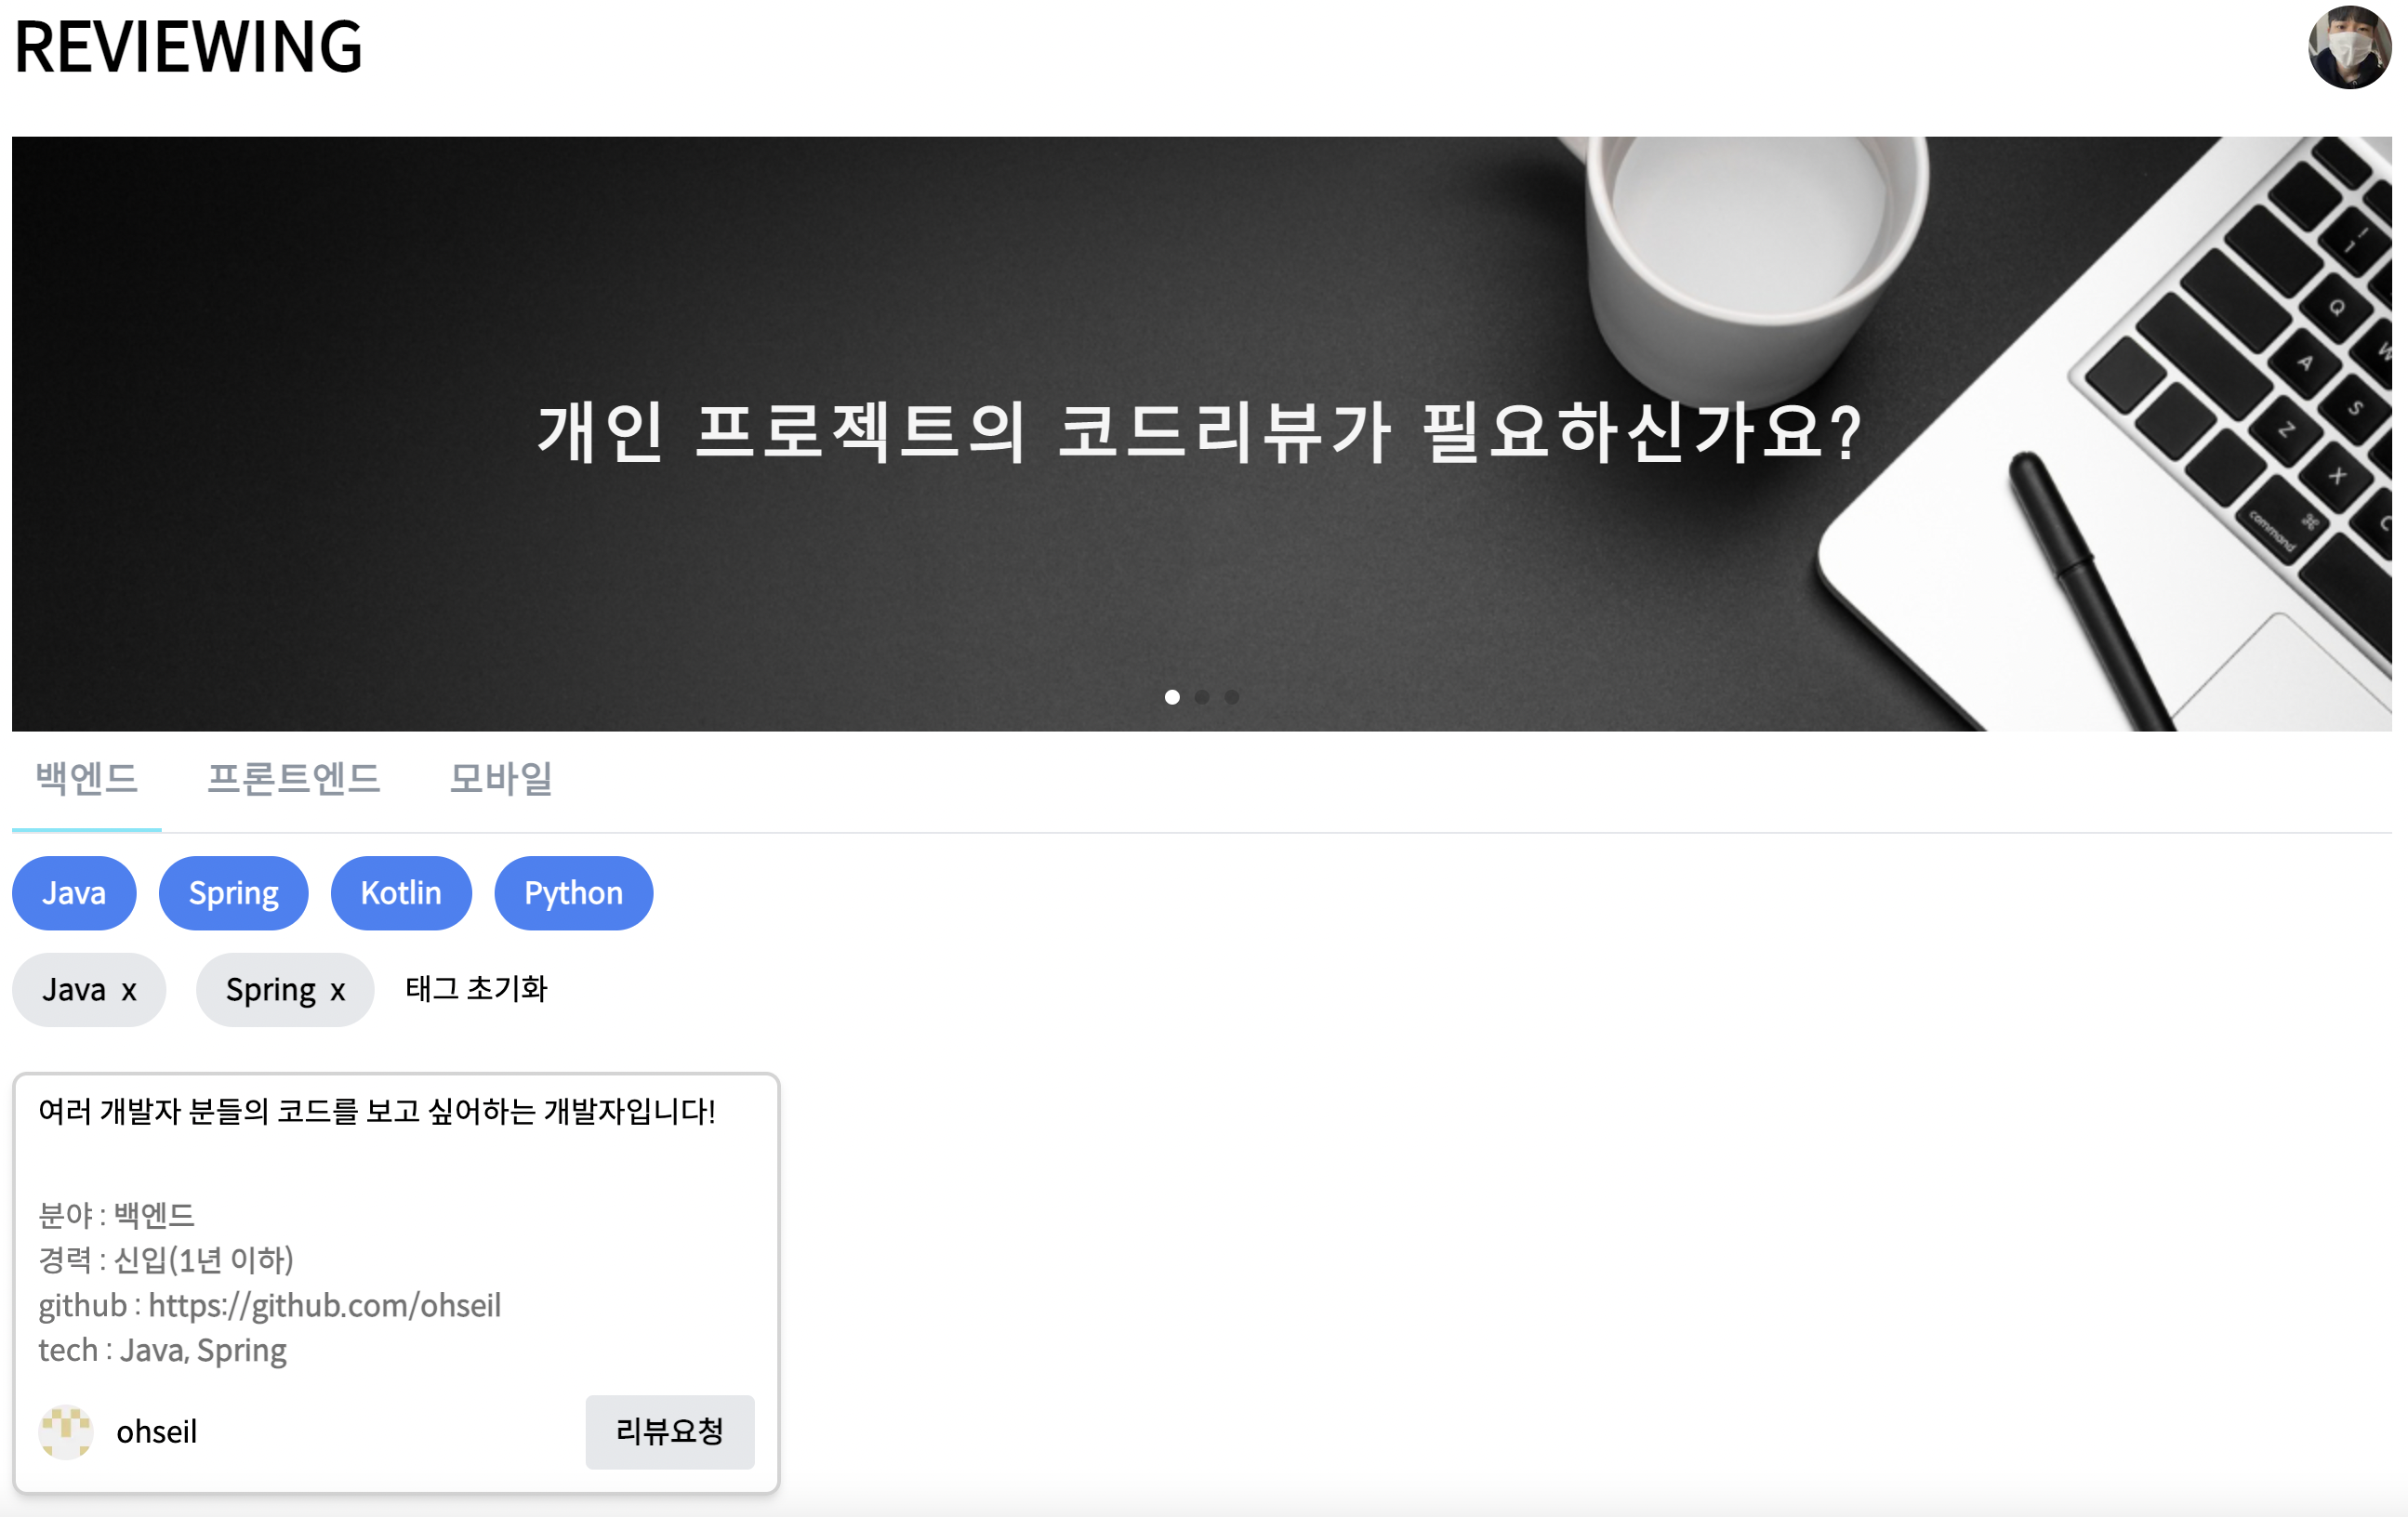 REVIEWING
개인 프로젝트의 코드리뷰가 필요하신가요?
! 1
Q
W
A
S
Z
X
C
⌘
command
백엔드 프론트엔드 모바일
Java Spring Kotlin Python
Java x Spring x 태그 초기화
여러 개발자 분들의 코드를 보고 싶어하는 개발자입니다!
분야 : 백엔드
경력 : 신입(1년 이하)
github : https://github.com/ohseil
tech : Java, Spring
ohseil 리뷰요청